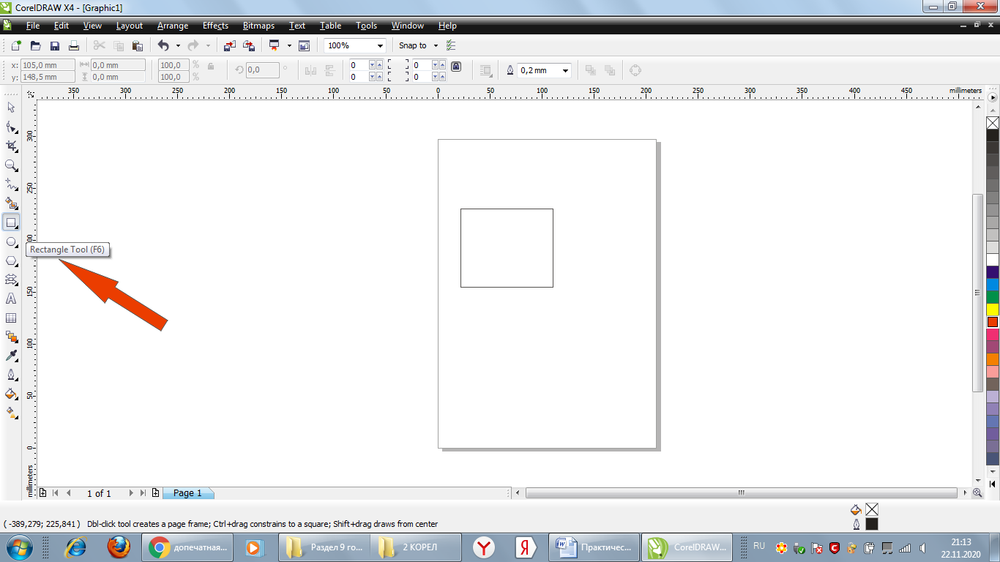 CorelDRAW X4 - [Graphic1]
File Edit View Layout Arrange Effects Bitmaps Text Table Tools Window Help
100% Snap to
x: 105,0 mm 0,0 mm 100,0 % 0,0 ° 0 0 0,2 mm
y: 148,5 mm 0,0 mm 100,0 % 0 0
350 300 250 200 150 100 50 0 50 100 150 200 250 300 350 400 450 millimeters
300
250
200
Rectangle Tool (F6)
150
100
50
0
millimeters
1 of 1 Page 1
( -389,279; 225,841 ) Dbl-click tool creates a page frame; Ctrl+drag constrains to a square; Shift+drag draws from center
допечатная... Раздел 9 го... 2 КОРЕЛ Y Я Практичес... CorelDRAW... RU 21:13
22.11.2020